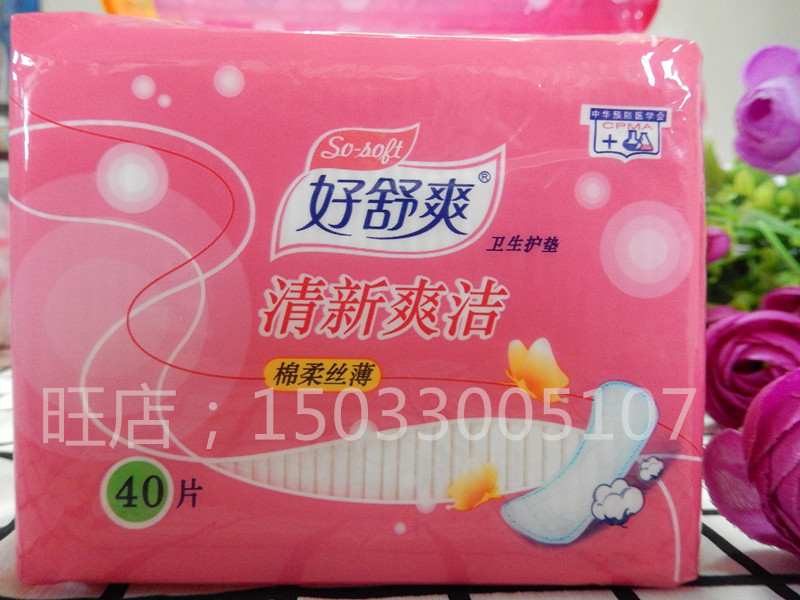 中华预防医学会
CPMA
So-soft
好舒爽®
卫生护垫
清新爽洁
棉柔丝薄
旺店；15033005107
40片